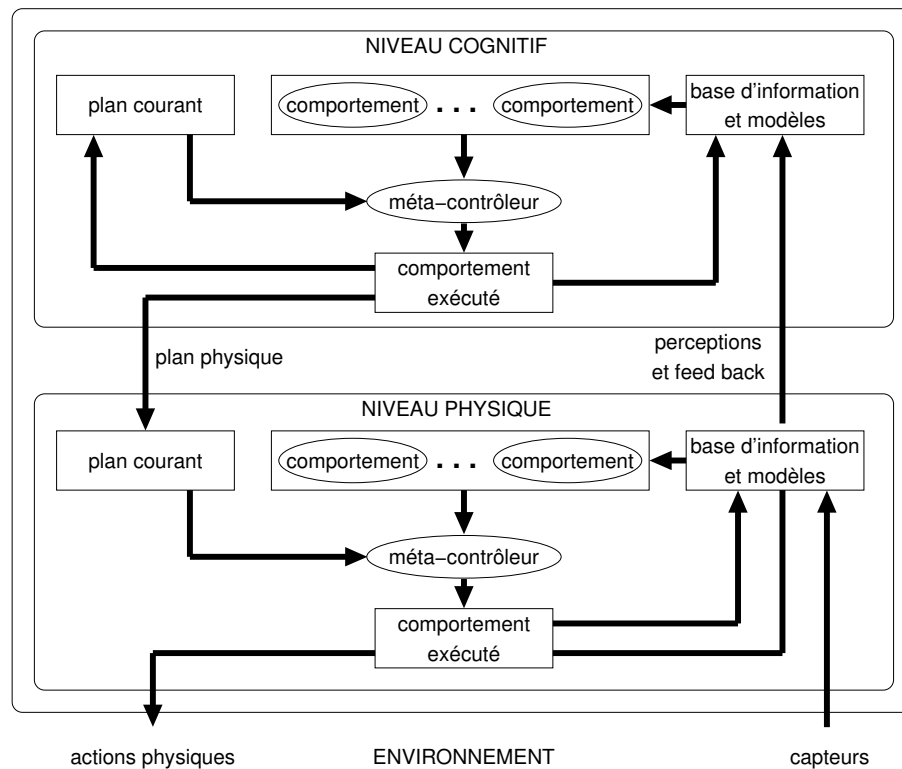 NIVEAU COGNITIF
plan courant
comportement
. . .
comportement
base d'information
et modèles
méta−contrôleur
comportement
exécuté
plan physique
perceptions
et feed back
NIVEAU PHYSIQUE
plan courant
comportement
. . .
comportement
base d'information
et modèles
méta−contrôleur
comportement
exécuté
actions physiques
ENVIRONNEMENT
capteurs